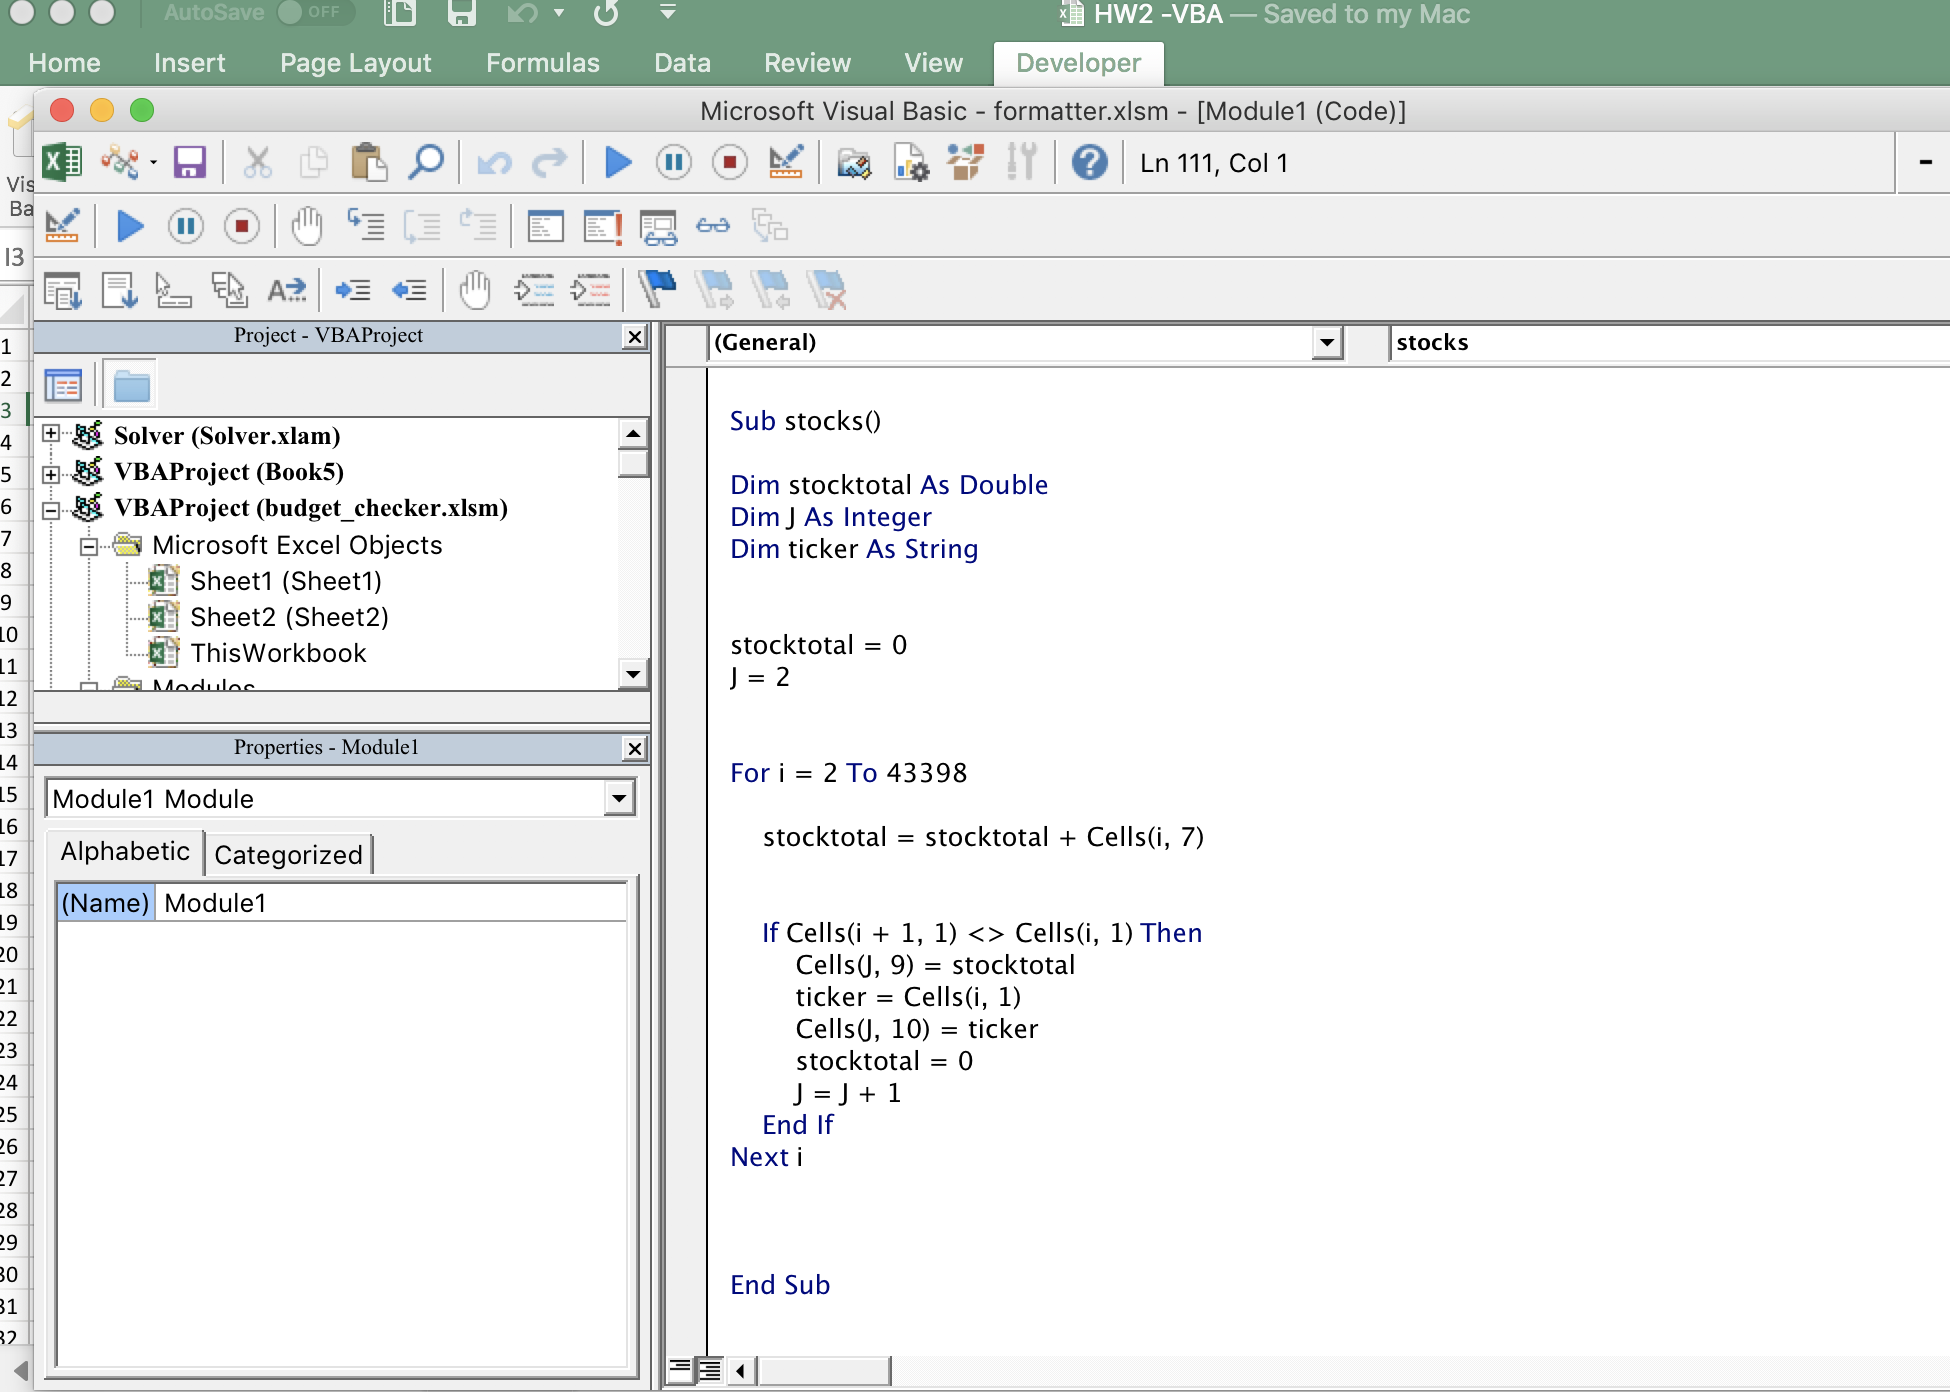 AutoSave OFF
HW2 -VBA — Saved to my Mac
Home Insert Page Layout Formulas Data Review View Developer
Microsoft Visual Basic - formatter.xlsm - [Module1 (Code)]
Ln 111, Col 1
Vis
Ba
I3
Project - VBAProject
(General)
stocks
1
2
3
4
5
6
7
8
9
10
11
12
13
14
15
16
17
18
19
20
21
22
23
24
25
26
27
28
29
30
31
32
Solver (Solver.xlam)
VBAProject (Book5)
VBAProject (budget_checker.xlsm)
Microsoft Excel Objects
Sheet1 (Sheet1)
Sheet2 (Sheet2)
ThisWorkbook
Modules
Properties - Module1
Module1 Module
Alphabetic Categorized
(Name) Module1
Sub stocks()
Dim stocktotal As Double
Dim J As Integer
Dim ticker As String
stocktotal = 0
J = 2
For i = 2 To 43398
stocktotal = stocktotal + Cells(i, 7)
If Cells(i + 1, 1) <> Cells(i, 1) Then
Cells(J, 9) = stocktotal
ticker = Cells(i, 1)
Cells(J, 10) = ticker
stocktotal = 0
J = J + 1
End If
Next i
End Sub